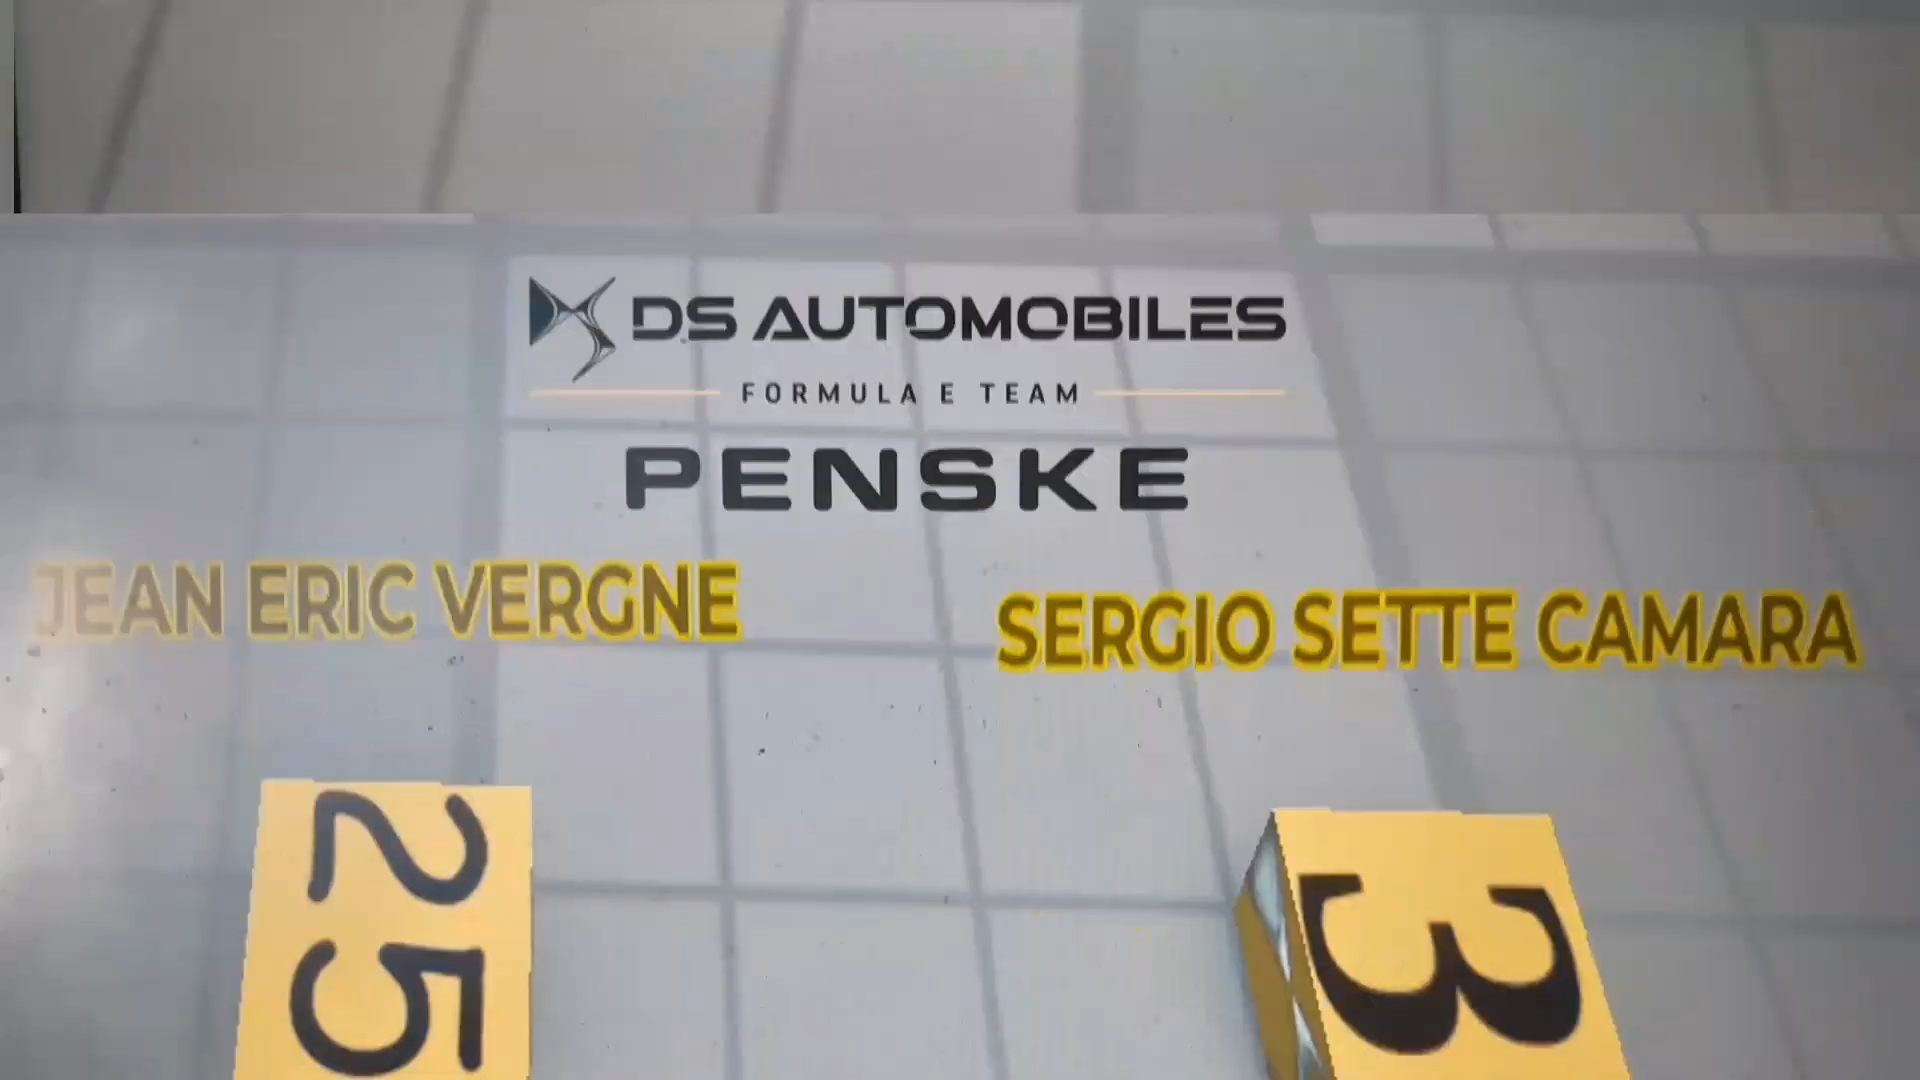 DS AUTOMOBILES
FORMULA E TEAM
PENSKE
JEAN ERIC VERGNE
SERGIO SETTE CAMARA
25
3